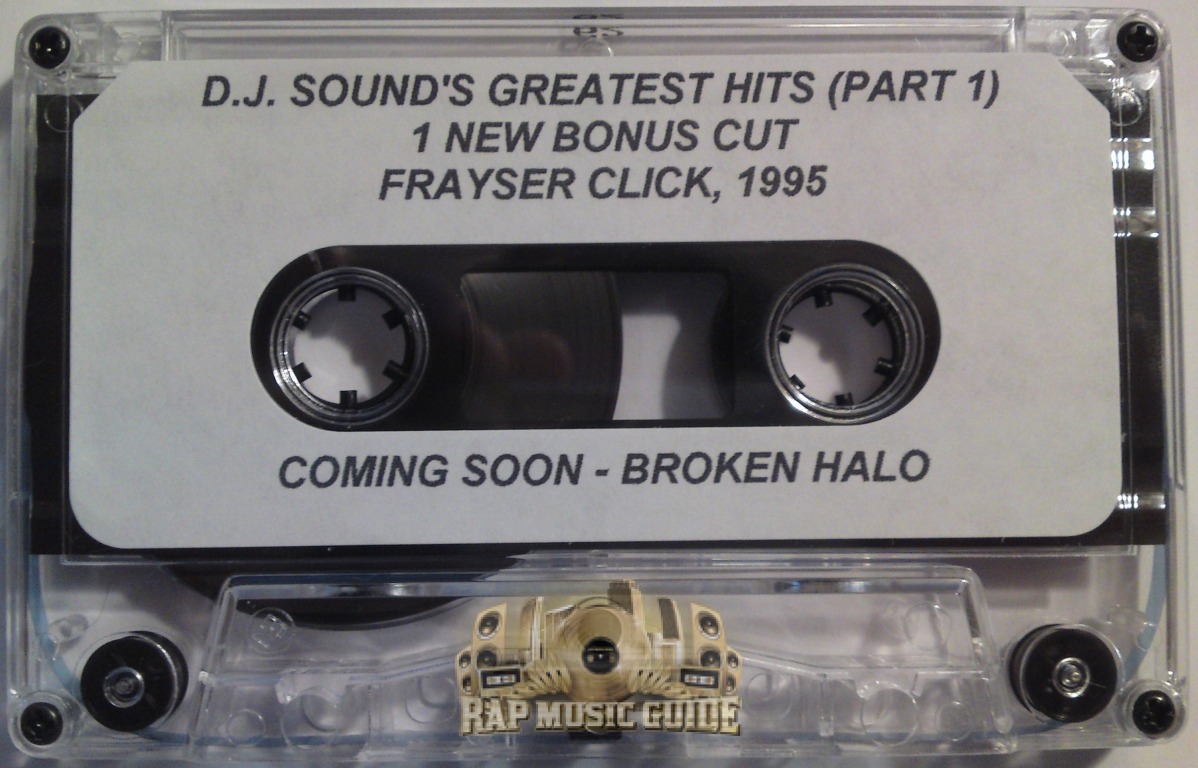 D.J. SOUND'S GREATEST HITS (PART 1)
1 NEW BONUS CUT
FRAYSER CLICK, 1995
COMING SOON - BROKEN HALO
RAP MUSIC GUIDE